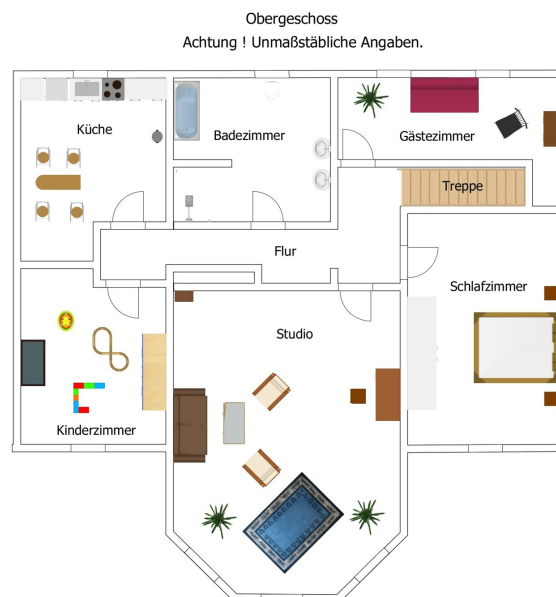 Obergeschoss
Achtung ! Unmaßstäbliche Angaben.
Küche
Badezimmer
Gästezimmer
Treppe
Flur
Schlafzimmer
Studio
Kinderzimmer